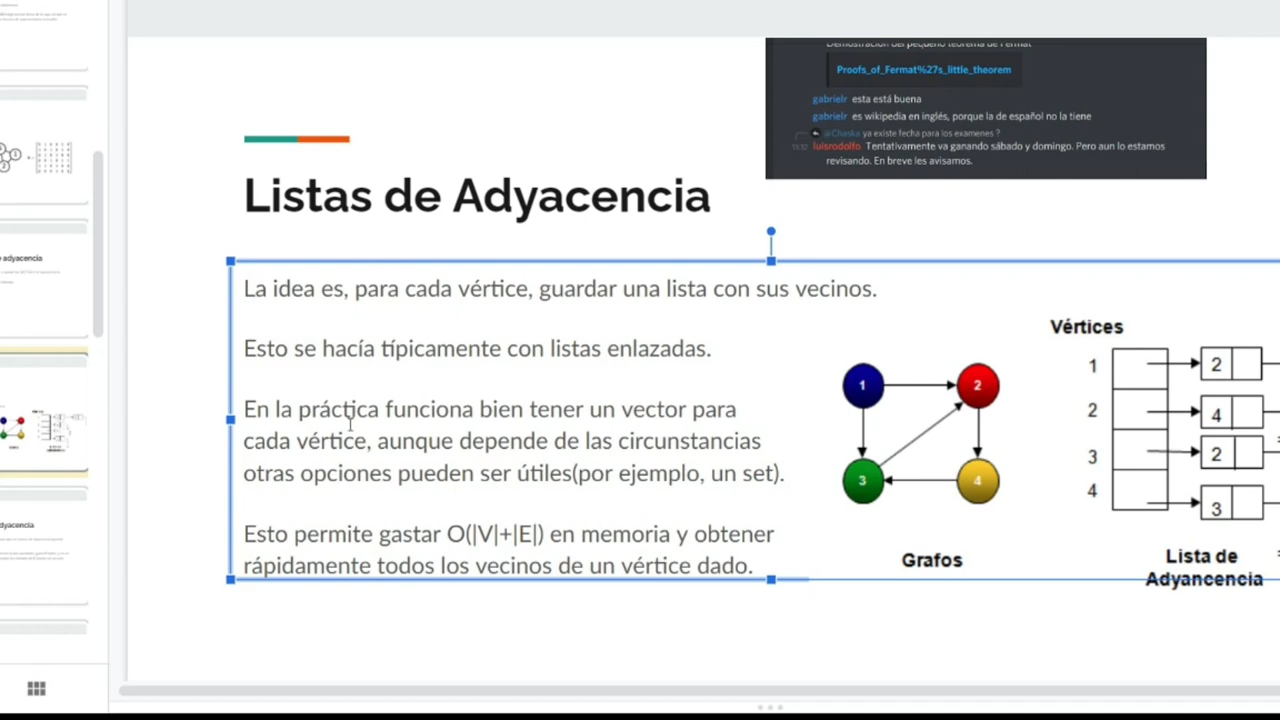 Demostración del pequeño teorema de Fermat
Proofs_of_Fermat%27s_little_theorem
gabrielr esta está buena
gabrielr es wikipedia en inglés, porque la de español no la tiene
@Chaska ya existe fecha para los examenes ?
11:12 luisrodolfo Tentativamente va ganando sábado y domingo. Pero aun lo estamos
revisando. En breve les avisamos.
Listas de Adyacencia
La idea es, para cada vértice, guardar una lista con sus vecinos.
Esto se hacía típicamente con listas enlazadas.
En la práctica funciona bien tener un vector para
cada vértice, aunque depende de las circunstancias
otras opciones pueden ser útiles(por ejemplo, un set).
Esto permite gastar O(|V|+|E|) en memoria y obtener
rápidamente todos los vecinos de un vértice dado.
1
2
3
4
Grafos
Vértices
1
2
2
4
3
2
4
3
Lista de
Adyancencia
e adyacencia
dyacencia